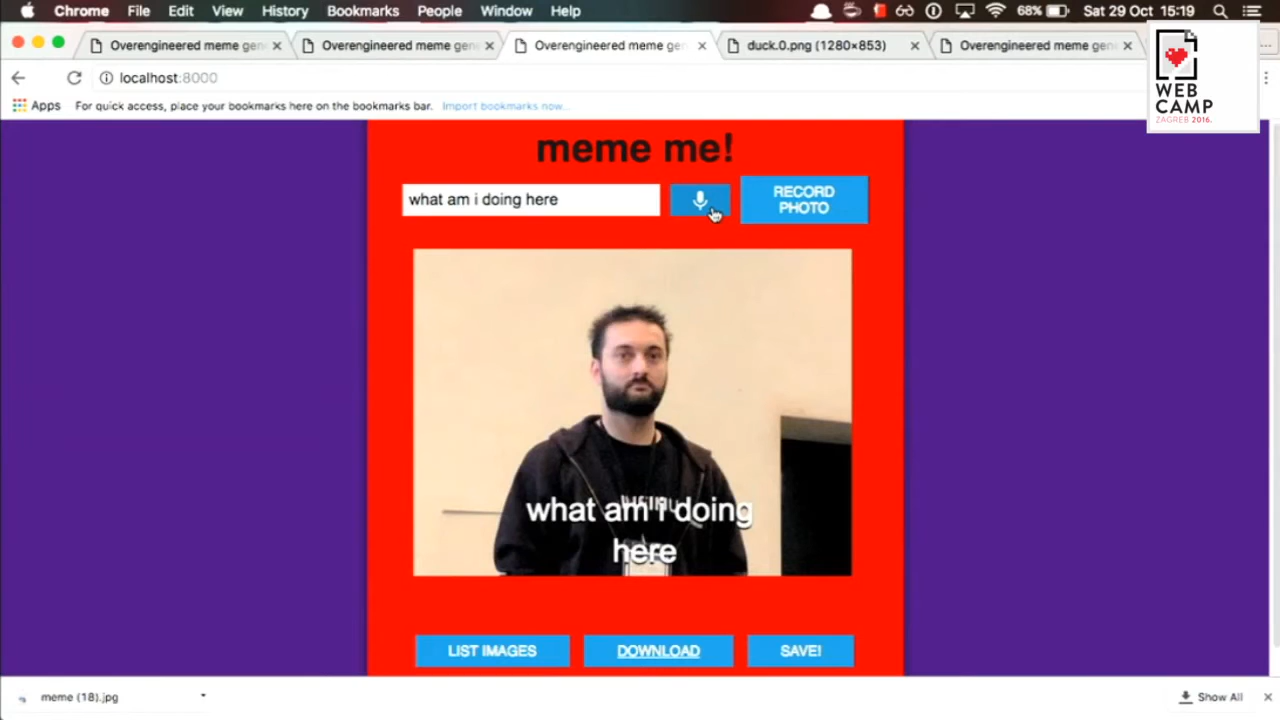 Chrome File Edit View History Bookmarks People Window Help 68% Sat 29 Oct 15:19
Overengineered meme gen Overengineered meme gen Overengineered meme ge duck.0.png (1280×853) Overengineered meme gen
localhost:8000
Apps For quick access, place your bookmarks here on the bookmarks bar. Import bookmarks now...
WEB
CAMP
ZAGREB 2016.
meme me!
what am i doing here
RECORD
PHOTO
what am i doing
here
LIST IMAGES DOWNLOAD SAVE!
meme (18).jpg Show All